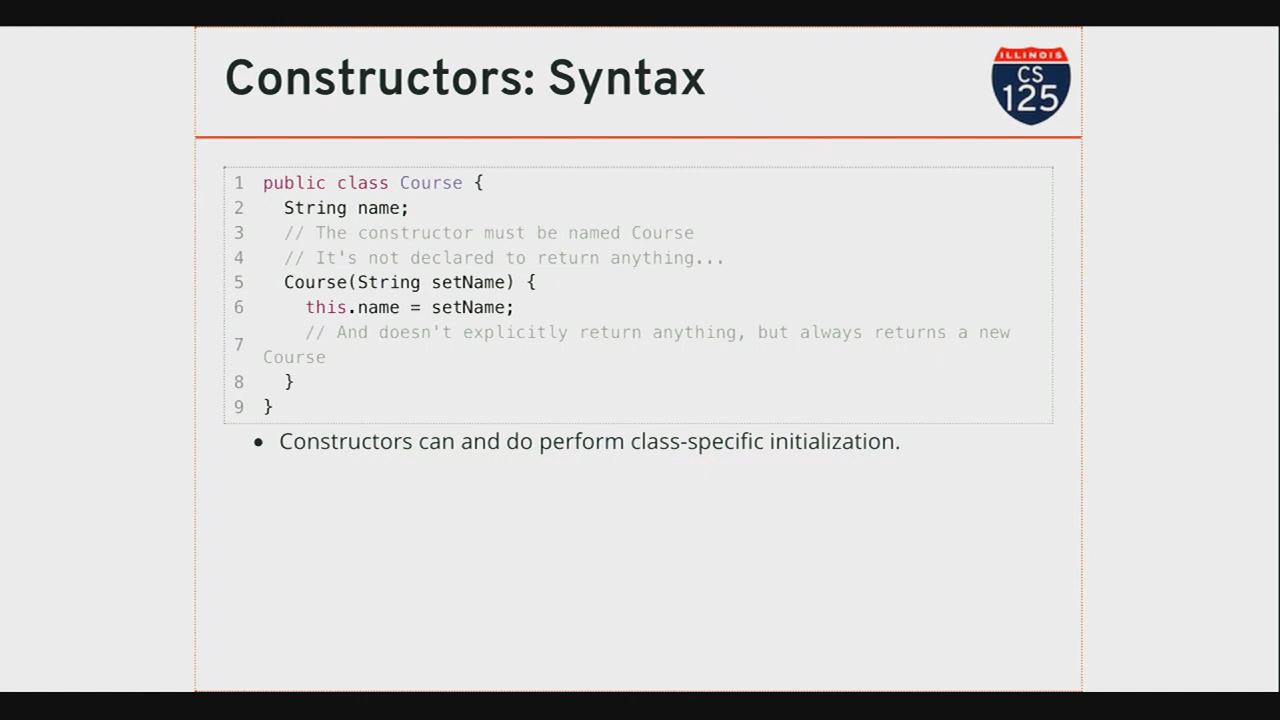 Constructors: Syntax
ILLINOIS
CS
125
1 public class Course {
2 String name;
3 // The constructor must be named Course
4 // It's not declared to return anything...
5 Course(String setName) {
6 this.name = setName;
7 // And doesn't explicitly return anything, but always returns a new
Course
8 }
9 }
• Constructors can and do perform class-specific initialization.